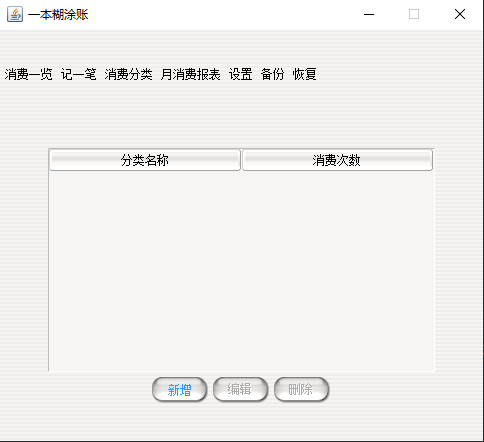 一本糊涂账
消费一览 记一笔 消费分类 月消费报表 设置 备份 恢复
分类名称 消费次数
新增 编辑 删除